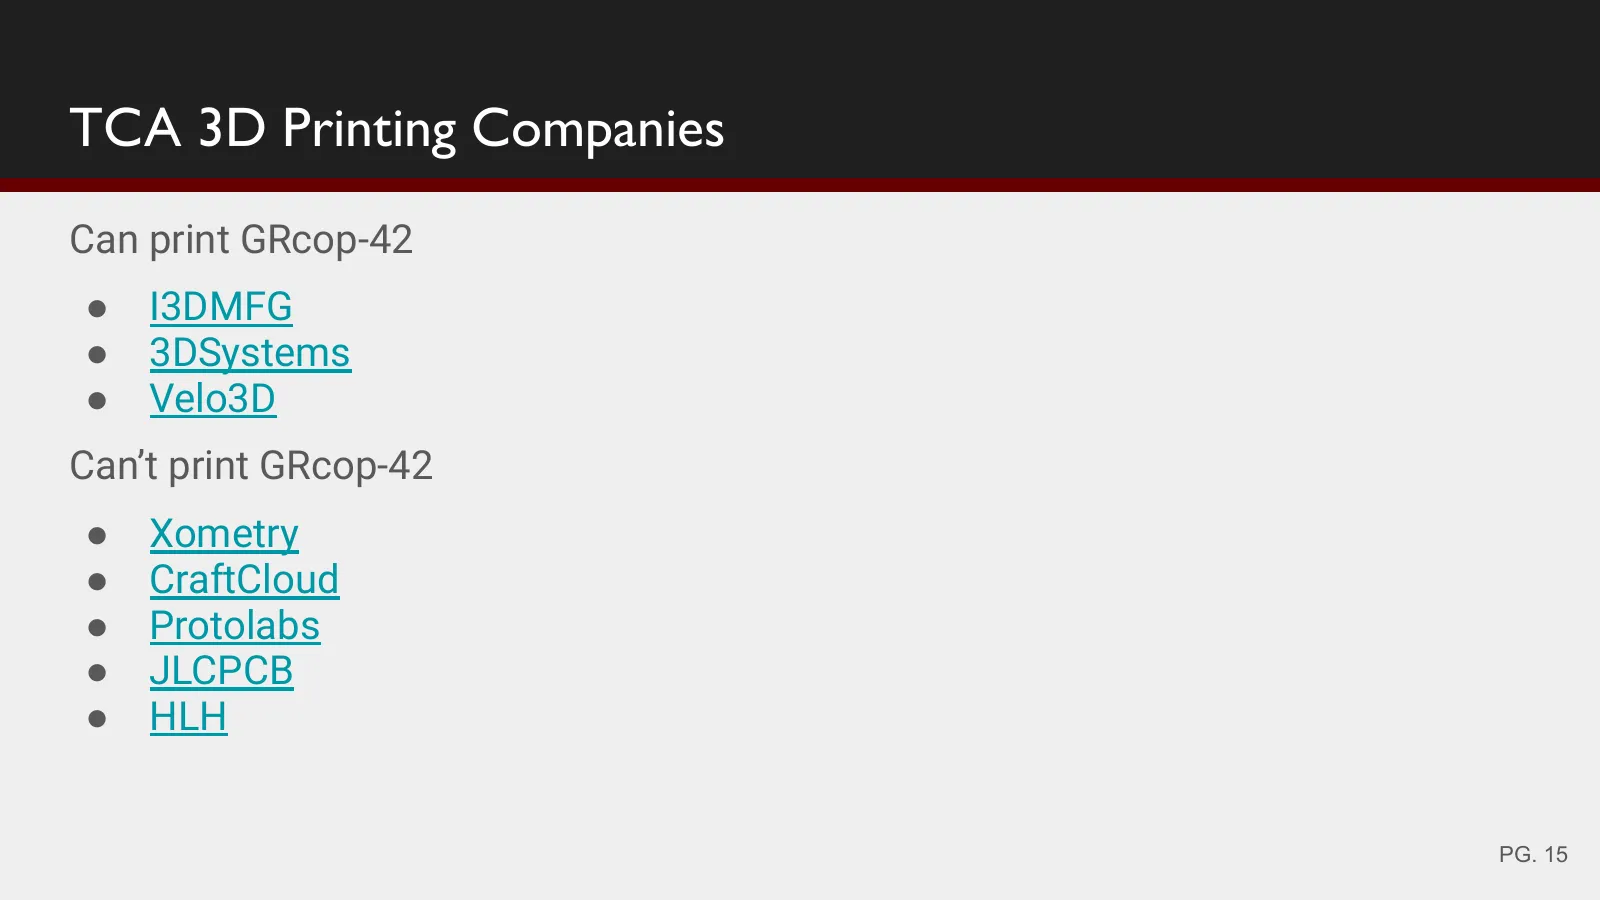 TCA 3D Printing Companies
Can print GRcop-42
● I3DMFG
● 3DSystems
● Velo3D
Can’t print GRcop-42
● Xometry
● CraftCloud
● Protolabs
● JLCPCB
● HLH
PG. 15